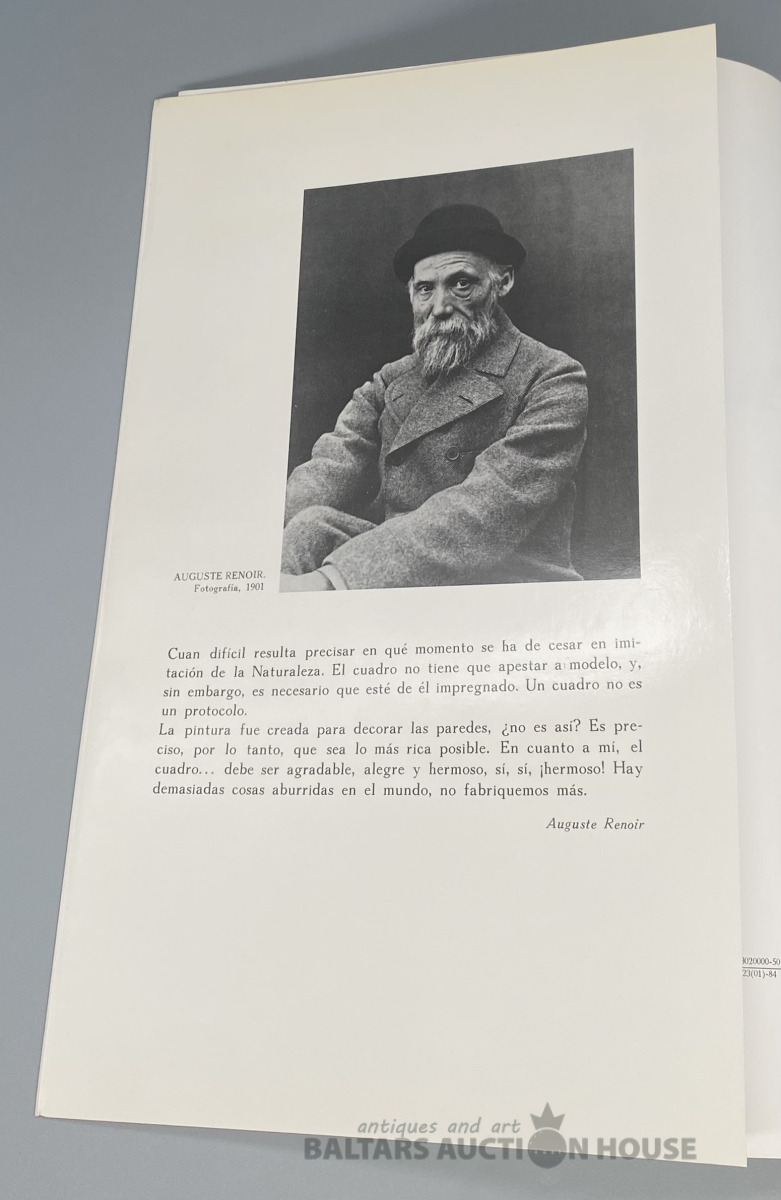 AUGUSTE RENOIR.
Fotografía, 1901
Cuan difícil resulta precisar en qué momento se ha de cesar en imi-
tación de la Naturaleza. El cuadro no tiene que apestar a modelo, y,
sin embargo, es necesario que esté de él impregnado. Un cuadro no es
un protocolo.
La pintura fue creada para decorar las paredes, ¿no es así? Es pre-
ciso, por lo tanto, que sea lo más rica posible. En cuanto a mí, el
cuadro... debe ser agradable, alegre y hermoso, sí, sí, ¡hermoso! Hay
demasiadas cosas aburridas en el mundo, no fabriquemos más.
Auguste Renoir
020000-50
23(01)-84
antiques and art
BALTARS AUCTION HOUSE